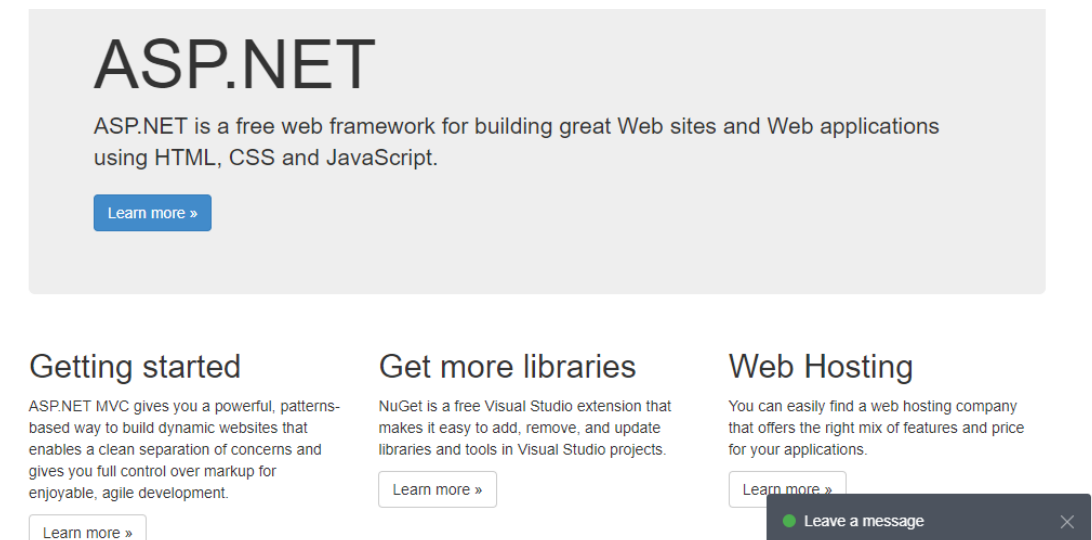 ASP.NET
ASP.NET is a free web framework for building great Web sites and Web applications
using HTML, CSS and JavaScript.
Learn more »
Getting started
ASP.NET MVC gives you a powerful, patterns-
based way to build dynamic websites that
enables a clean separation of concerns and
gives you full control over markup for
enjoyable, agile development.
Learn more »
Get more libraries
NuGet is a free Visual Studio extension that
makes it easy to add, remove, and update
libraries and tools in Visual Studio projects.
Learn more »
Web Hosting
You can easily find a web hosting company
that offers the right mix of features and price
for your applications.
Learn more »
Leave a message